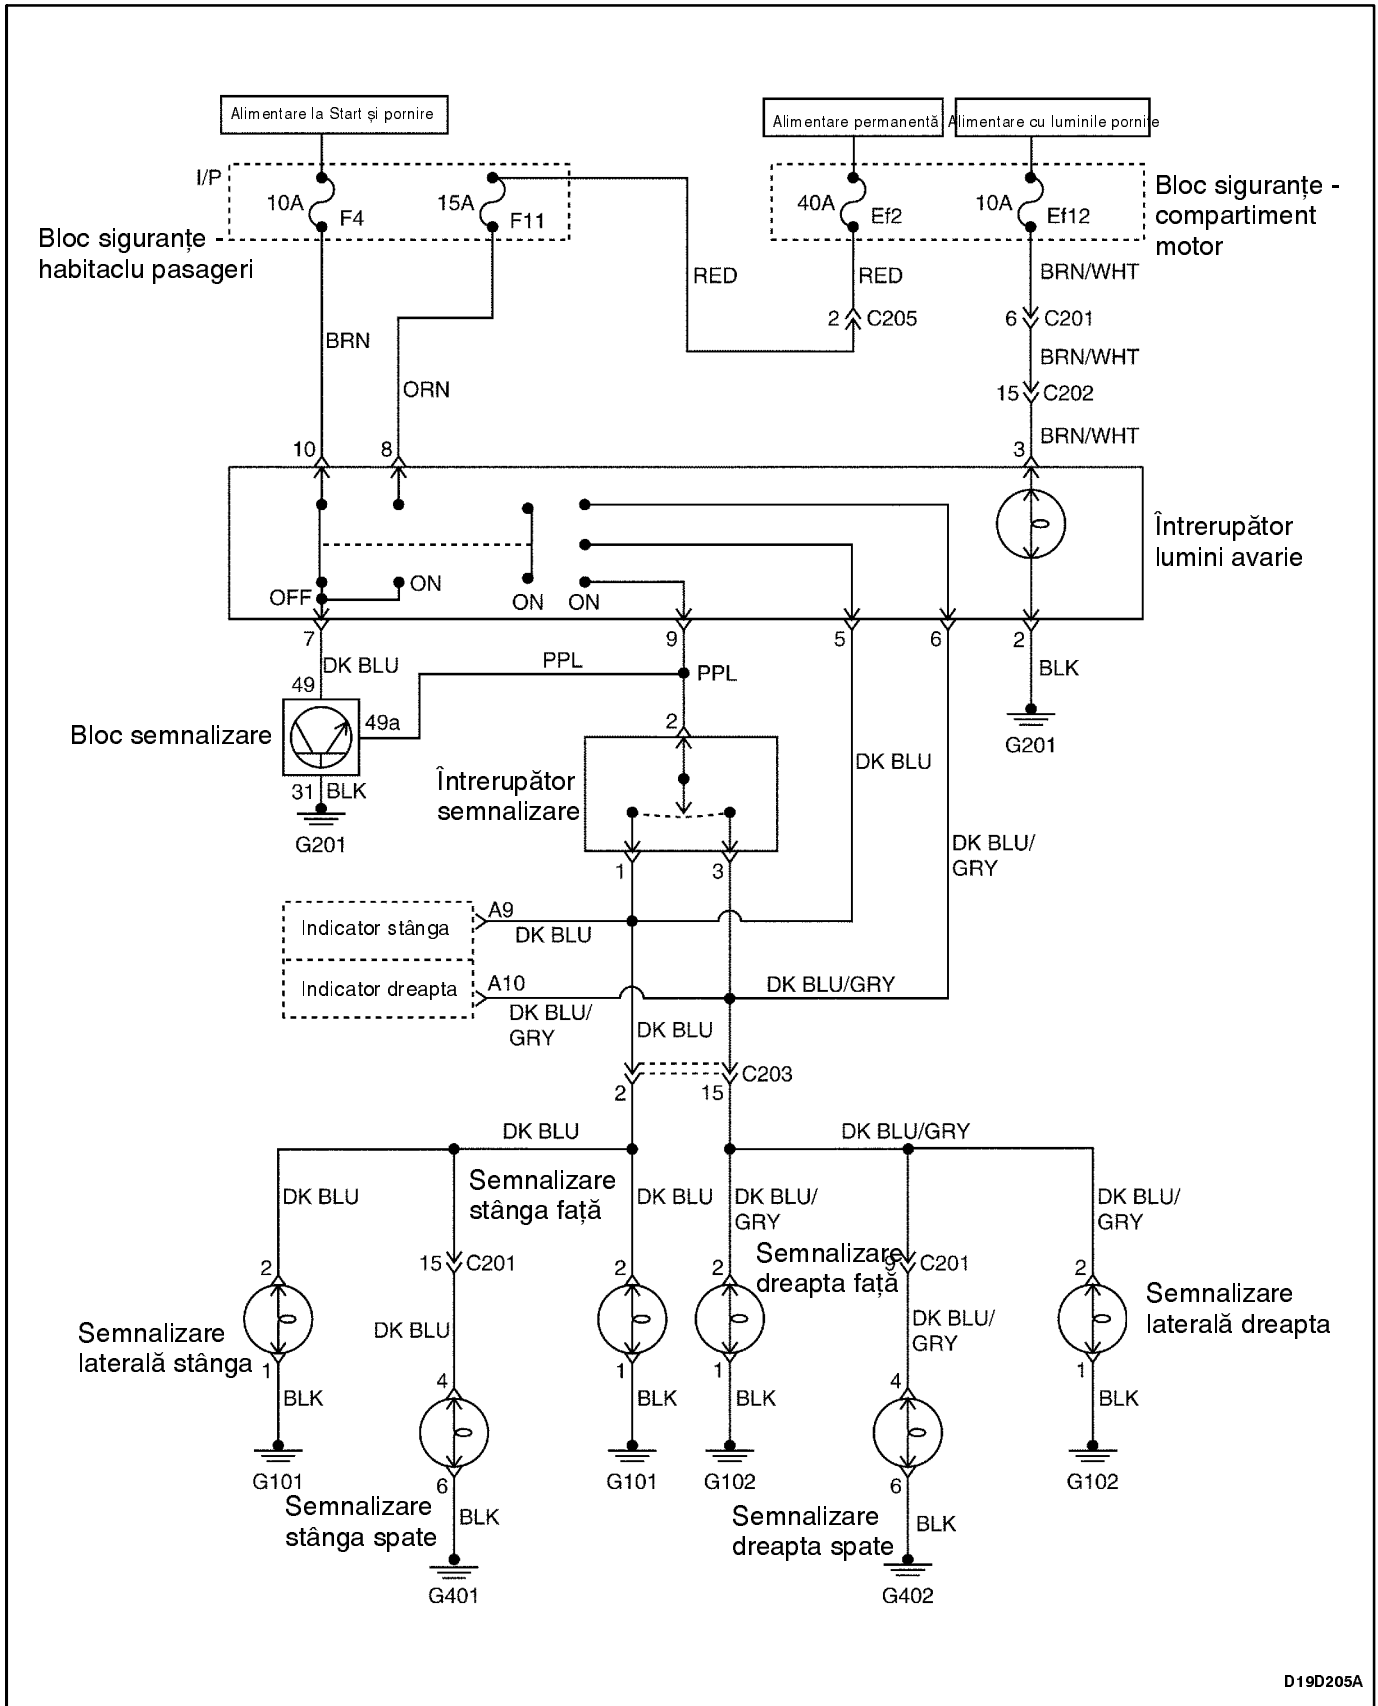 Alimentare la Start și pornire
Alimentare permanentă
Alimentare cu luminile pornite
I/P
10A
F4
15A
F11
40A
Ef2
10A
Ef12
Bloc siguranțe -
compartiment
motor
Bloc siguranțe -
habitaclu pasageri
RED
RED
BRN/WHT
2
C205
6
C201
BRN
BRN/WHT
ORN
15
C202
BRN/WHT
10
8
3
Întrerupător
lumini avarie
OFF
ON
ON
ON
7
9
5
6
2
DK BLU
PPL
PPL
BLK
49
49a
Bloc semnalizare
31
BLK
G201
2
Întrerupător
semnalizare
DK BLU
G201
DK BLU/
GRY
1
3
Indicator stânga
A9
DK BLU
Indicator dreapta
A10
DK BLU/
GRY
DK BLU/GRY
DK BLU
C203
2
15
DK BLU
DK BLU/GRY
DK BLU
Semnalizare
stânga față
DK BLU
DK BLU/
GRY
DK BLU/
GRY
Semnalizare
dreapta față
15
C201
9
C201
2
2
2
2
Semnalizare
laterală stânga
DK BLU
DK BLU/
GRY
Semnalizare
laterală dreapta
1
1
1
1
BLK
4
BLK
BLK
4
BLK
G101
G101
G102
G102
6
6
Semnalizare
stânga spate
BLK
Semnalizare
dreapta spate
BLK
G401
G402
D19D205A